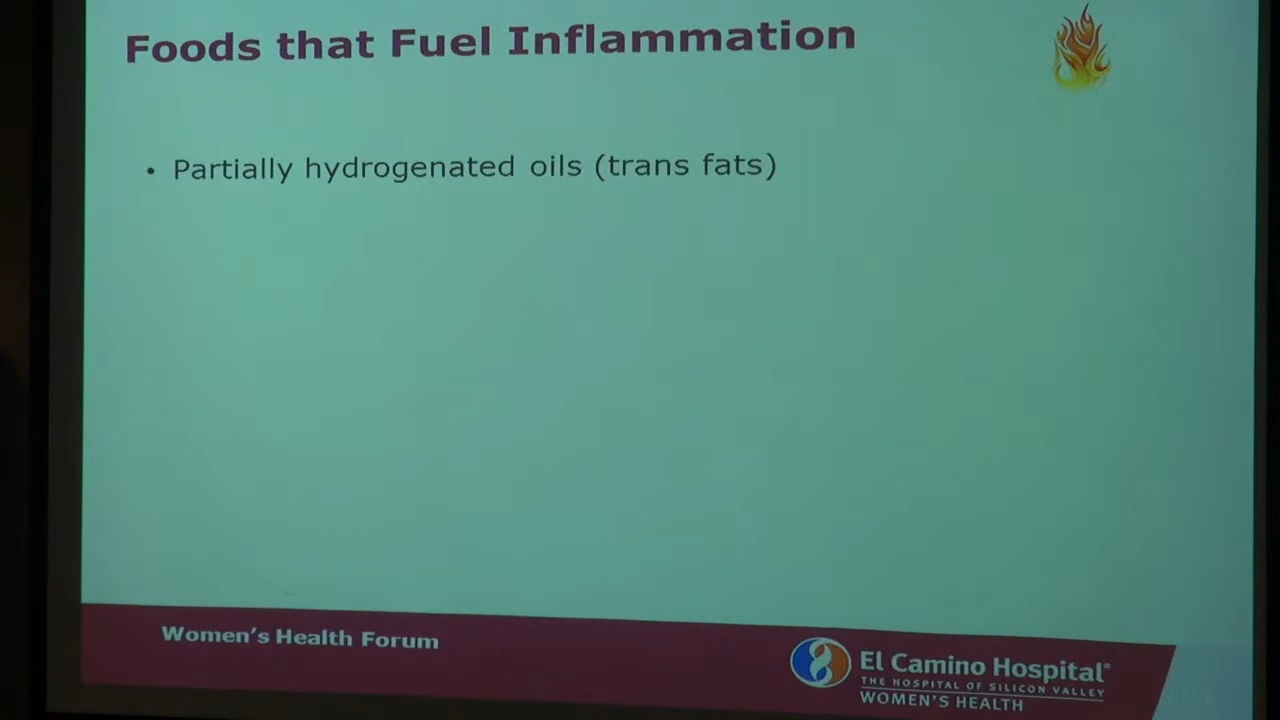 Foods that Fuel Inflammation
• Partially hydrogenated oils (trans fats)
Women's Health Forum
El Camino Hospital®
THE HOSPITAL OF SILICON VALLEY
WOMEN'S HEALTH